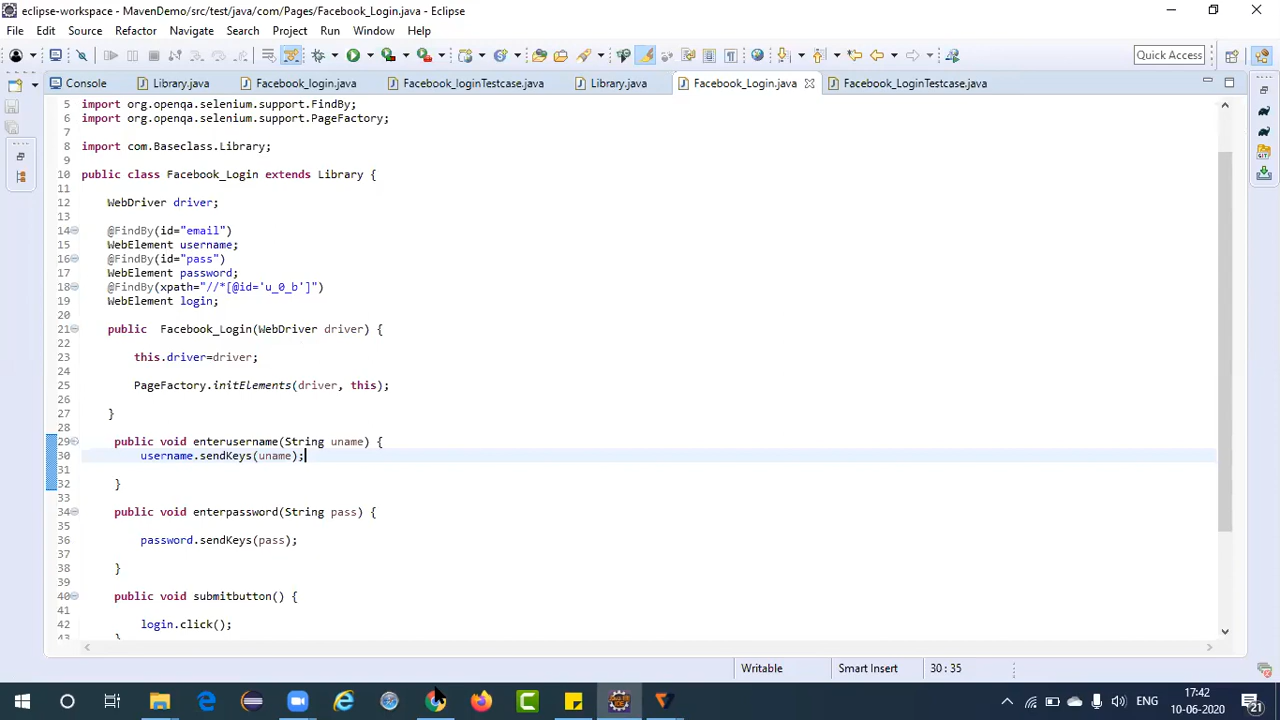 eclipse-workspace - MavenDemo/src/test/java/com/Pages/Facebook_Login.java - Eclipse
File Edit Source Refactor Navigate Search Project Run Window Help
Quick Access
Console Library.java Facebook_login.java Facebook_loginTestcase.java Library.java Facebook_Login.java Facebook_LoginTestcase.java
5 import org.openqa.selenium.support.FindBy;
6 import org.openqa.selenium.support.PageFactory;
7
8 import com.Baseclass.Library;
9
10 public class Facebook_Login extends Library {
11
12 WebDriver driver;
13
14 @FindBy(id="email")
15 WebElement username;
16 @FindBy(id="pass")
17 WebElement password;
18 @FindBy(xpath="//*[@id='u_0_b']")
19 WebElement login;
20
21 public  Facebook_Login(WebDriver driver) {
22
23 this.driver=driver;
24
25 PageFactory.initElements(driver, this);
26
27 }
28
29 public void enterusername(String uname) {
30 username.sendKeys(uname);
31
32 }
33
34 public void enterpassword(String pass) {
35
36 password.sendKeys(pass);
37
38 }
39
40 public void submitbutton() {
41
42 login.click();
43 }
Writable Smart Insert 30 : 35
ENG 17:42
10-06-2020 21